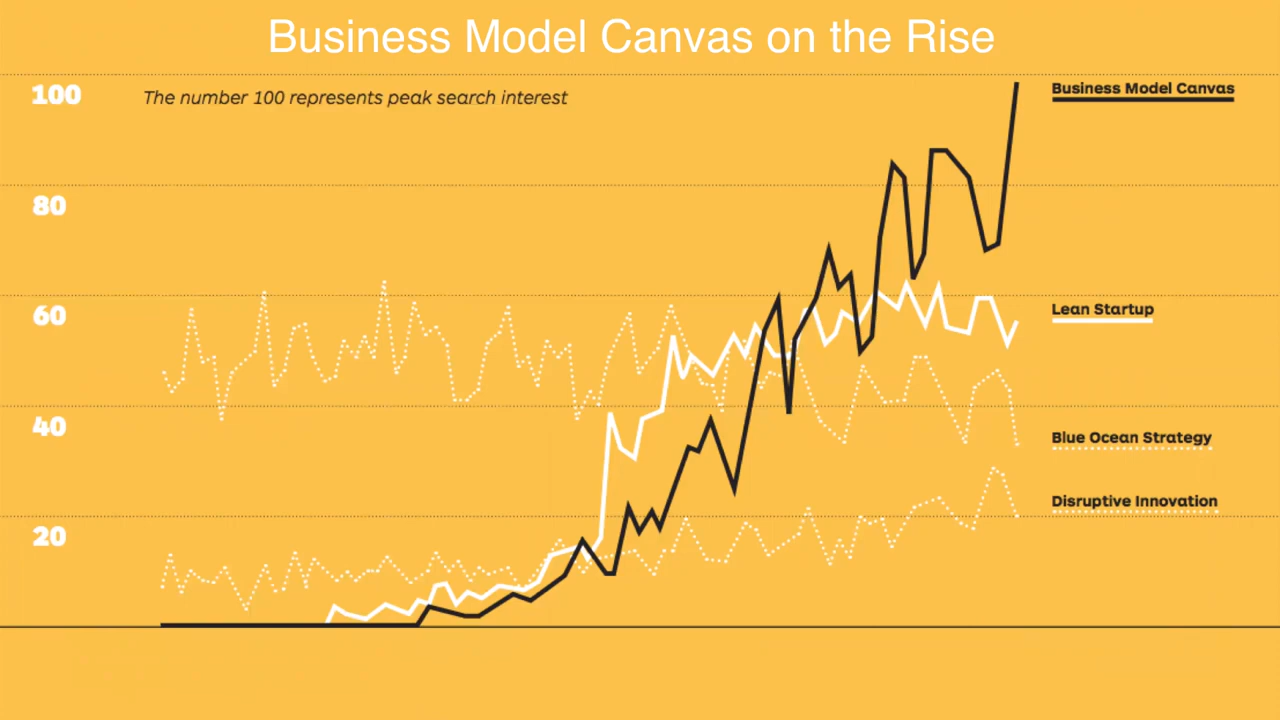 Business Model Canvas on the Rise
100
The number 100 represents peak search interest
Business Model Canvas
80
60
Lean Startup
40
Blue Ocean Strategy
Disruptive Innovation
20